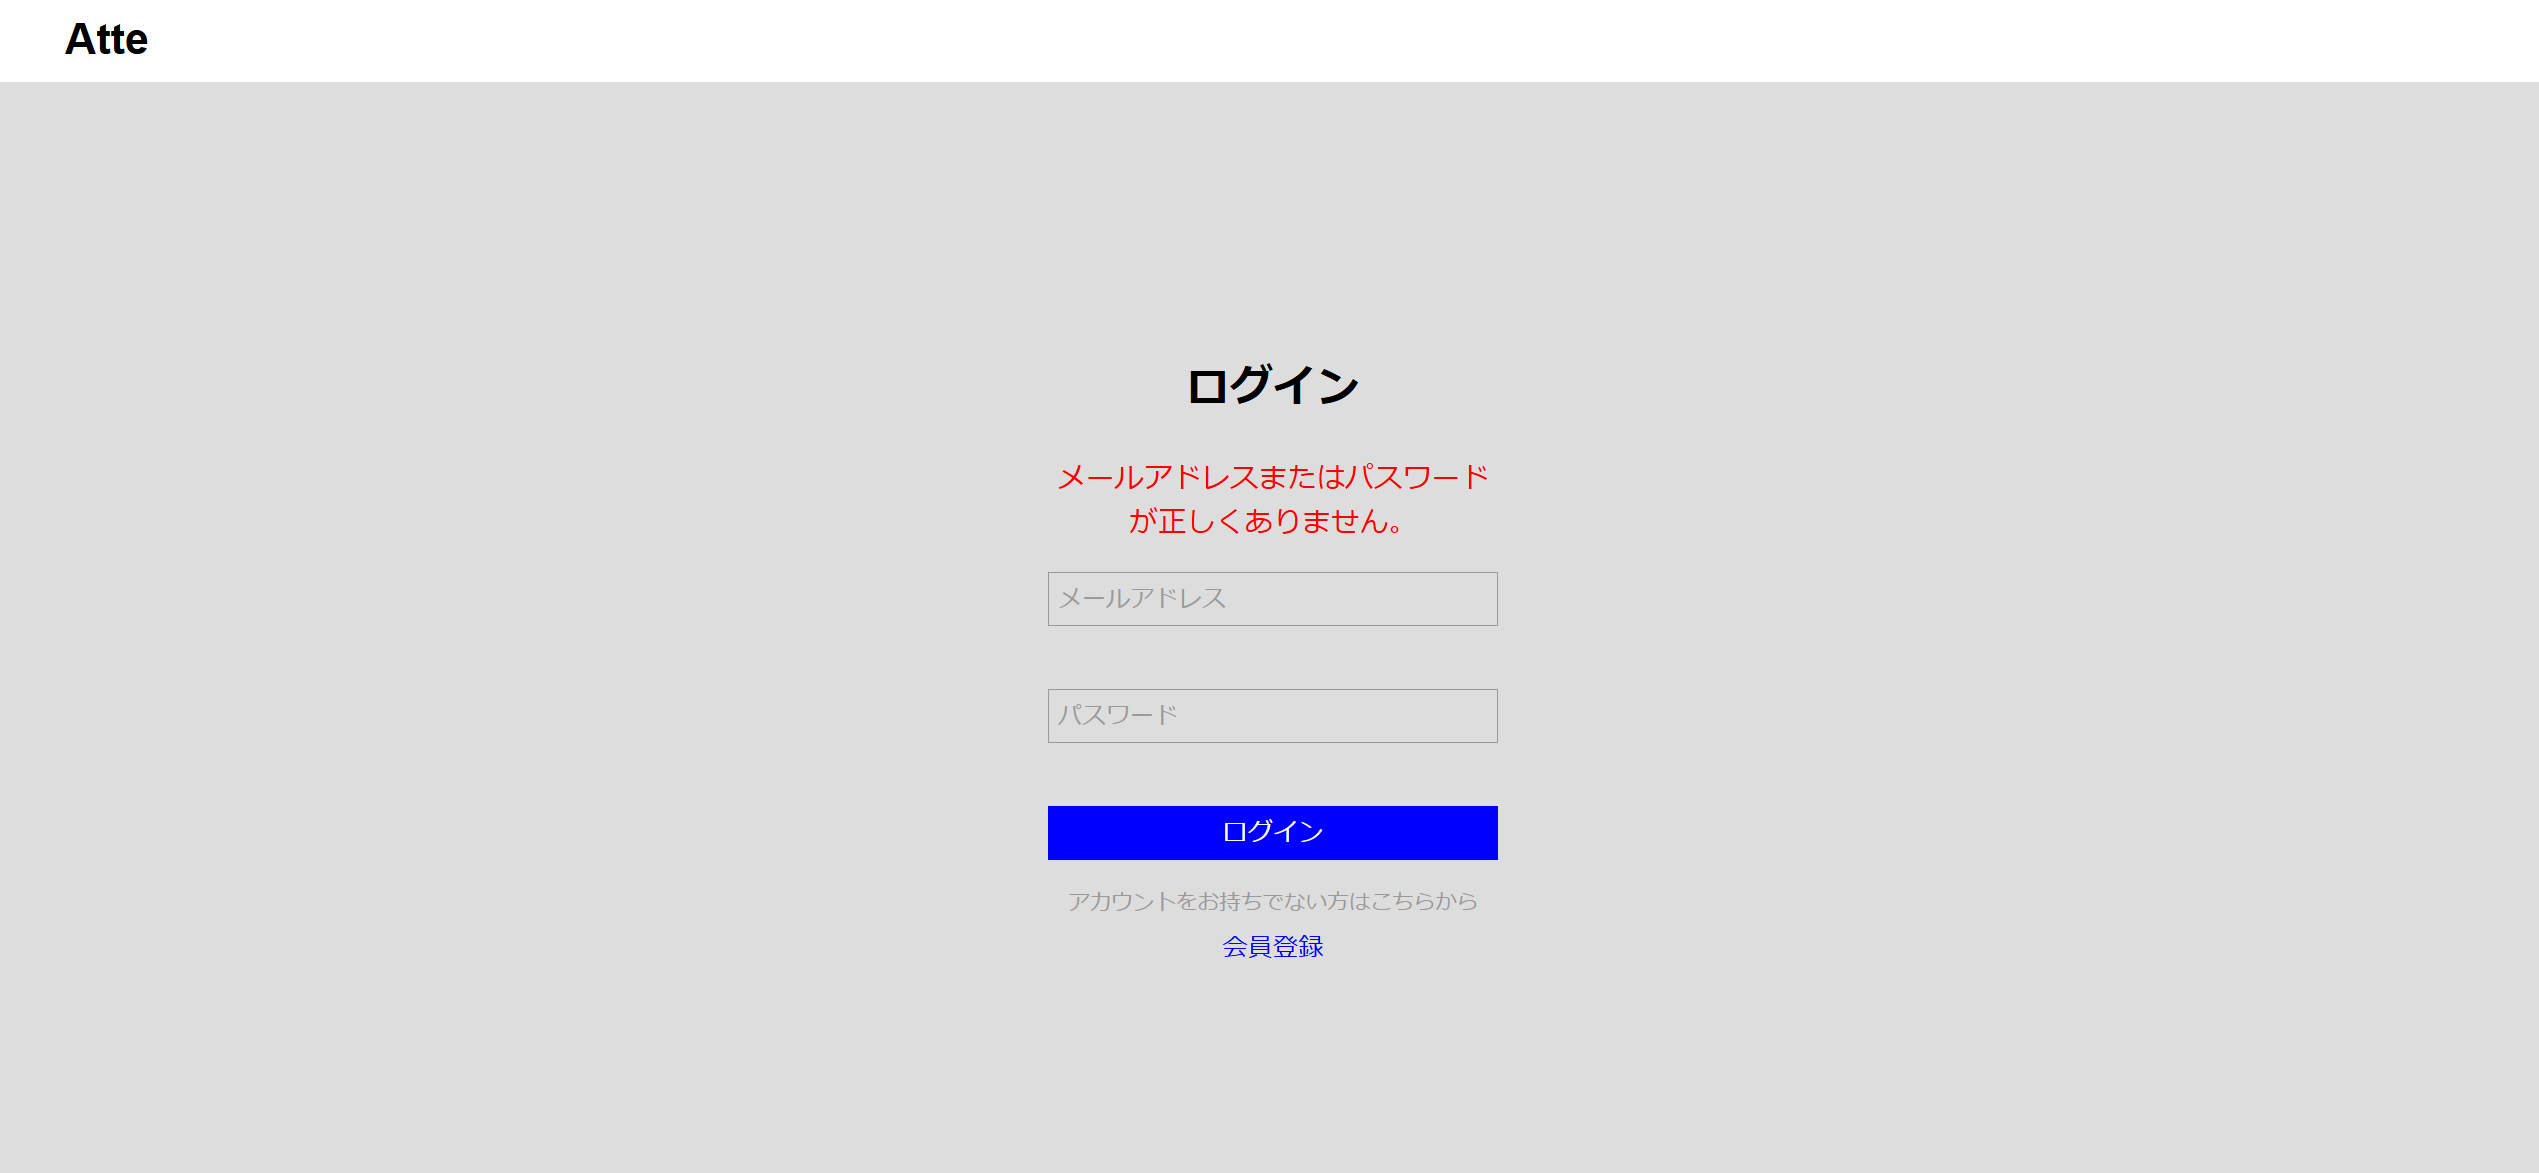 Atte
ログイン
メールアドレスまたはパスワード
が正しくありません。
メールアドレス
パスワード
ログイン
アカウントをお持ちでない方はこちらから
会員登録